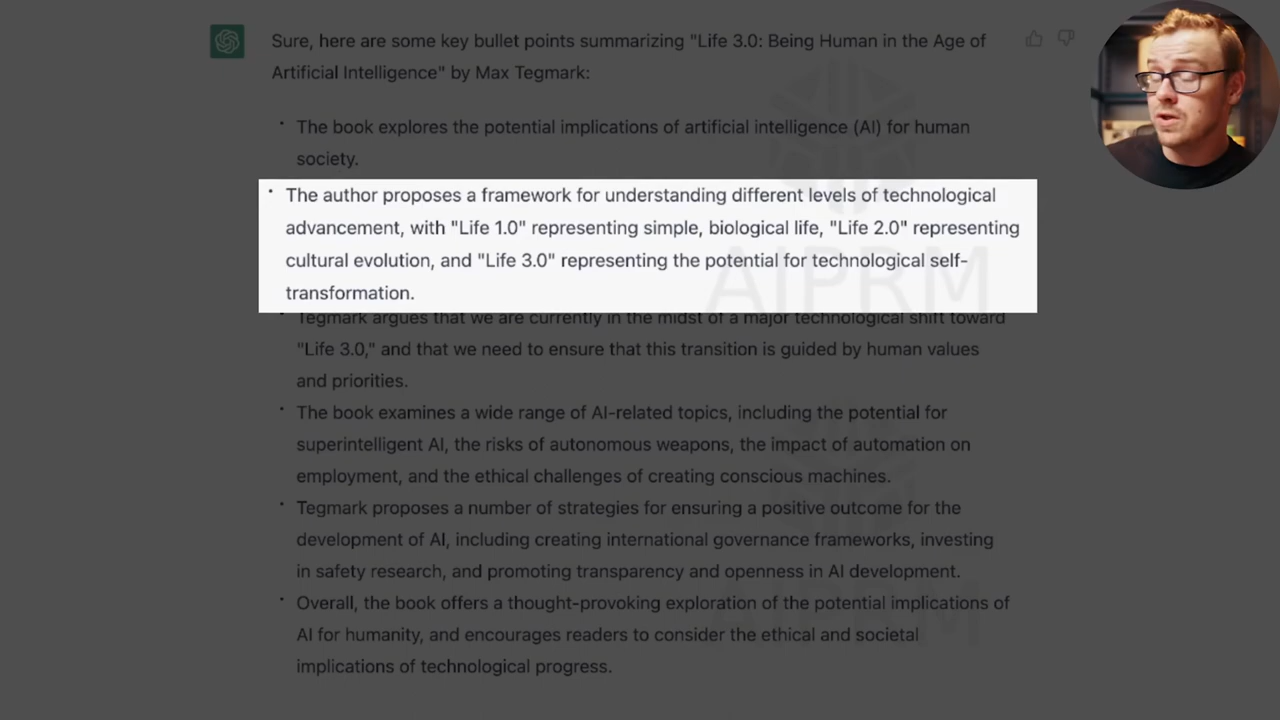 Sure, here are some key bullet points summarizing "Life 3.0: Being Human in the Age of
Artificial Intelligence" by Max Tegmark:
• The book explores the potential implications of artificial intelligence (AI) for human
society.
• The author proposes a framework for understanding different levels of technological
advancement, with "Life 1.0" representing simple, biological life, "Life 2.0" representing
cultural evolution, and "Life 3.0" representing the potential for technological self-
transformation.
Tegmark argues that we are currently in the midst of a major technological shift toward
"Life 3.0," and that we need to ensure that this transition is guided by human values
and priorities.
• The book examines a wide range of AI-related topics, including the potential for
superintelligent AI, the risks of autonomous weapons, the impact of automation on
employment, and the ethical challenges of creating conscious machines.
• Tegmark proposes a number of strategies for ensuring a positive outcome for the
development of AI, including creating international governance frameworks, investing
in safety research, and promoting transparency and openness in AI development.
• Overall, the book offers a thought-provoking exploration of the potential implications of
AI for humanity, and encourages readers to consider the ethical and societal
implications of technological progress.
AIPRM
AIPRM